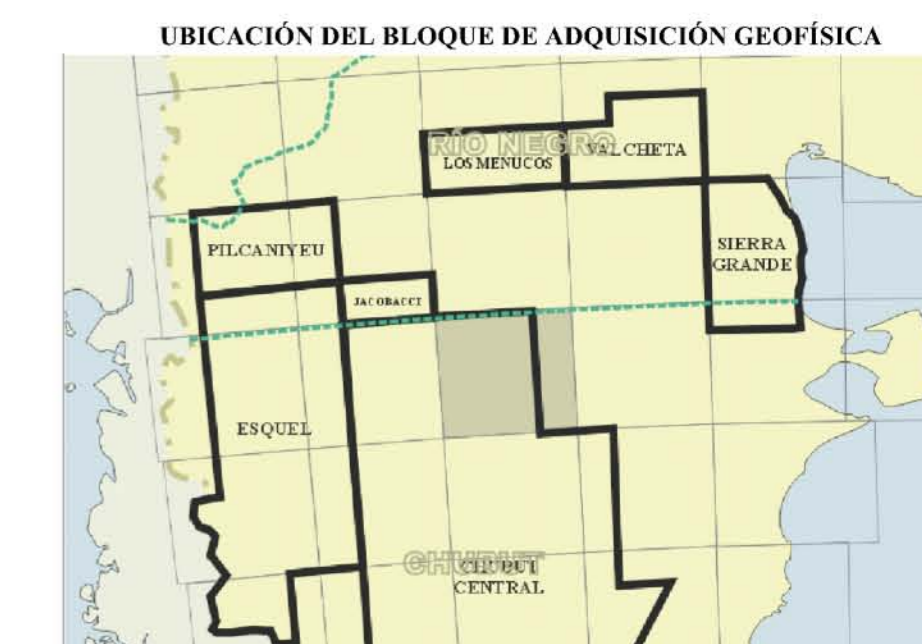 UBICACIÓN DEL BLOQUE DE ADQUISICIÓN GEOFÍSICA
RÍO NEGRO
LOS MENUCOS
VALCHETA
PILCANIYEU
SIERRA
GRANDE
JACOBACCI
ESQUEL
CHUBUT
CHUBUT
CENTRAL